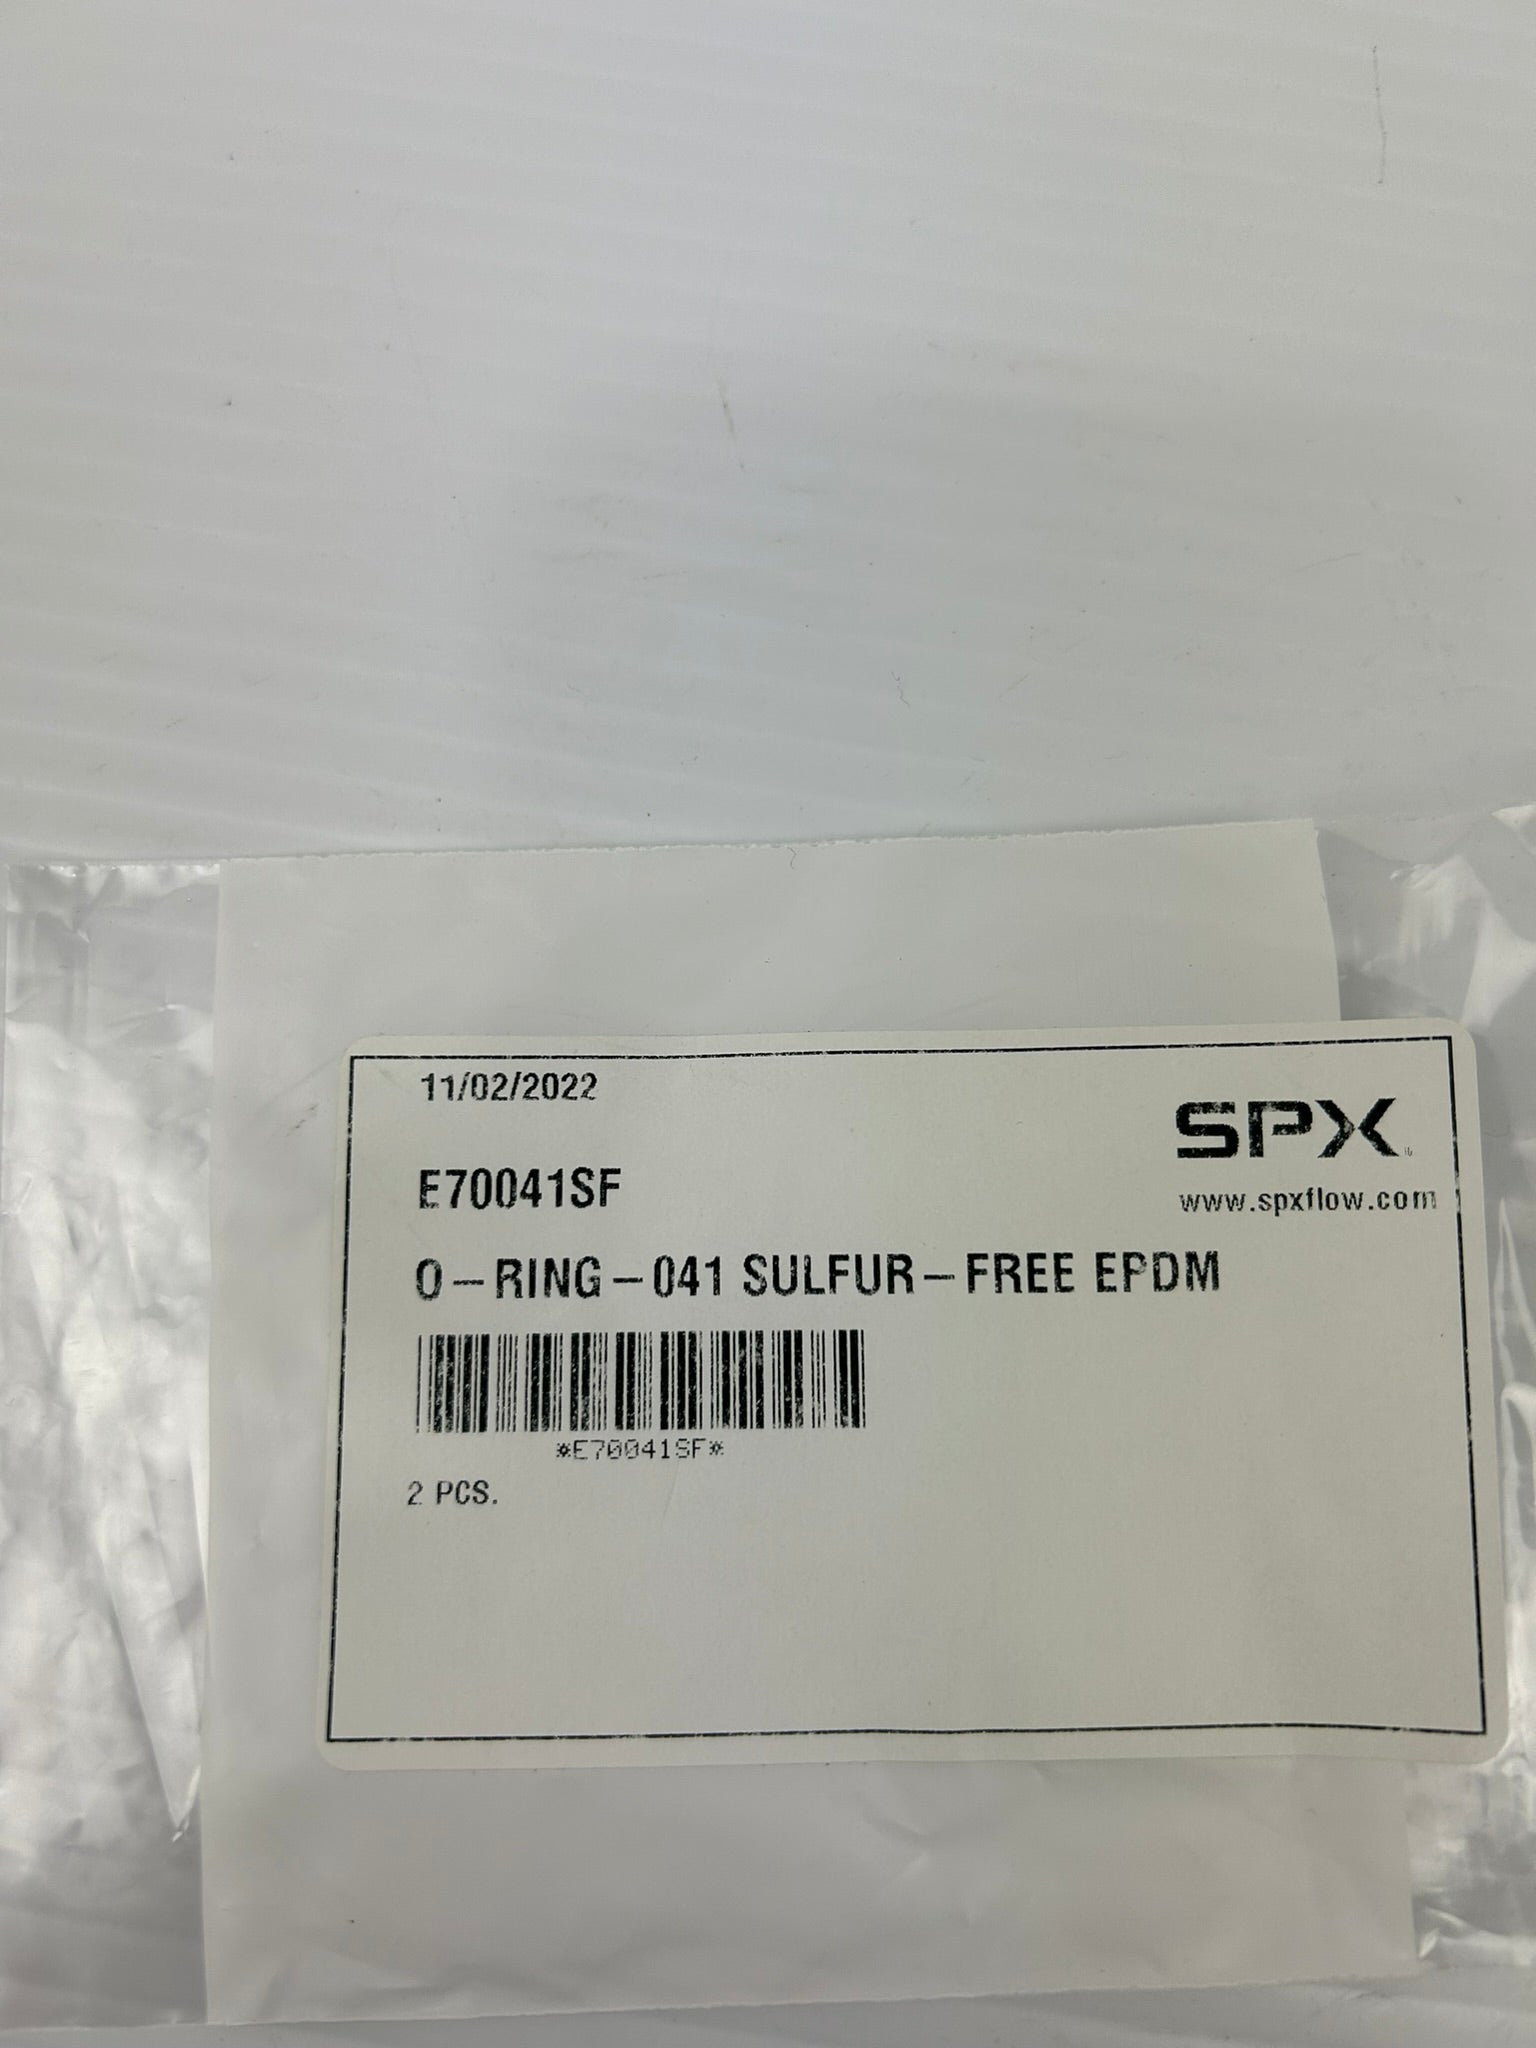 11/02/2022
SPX
www.spxflow.com
E70041SF
O-RING-041 SULFUR-FREE EPDM
*E70041SF*
2 PCS.